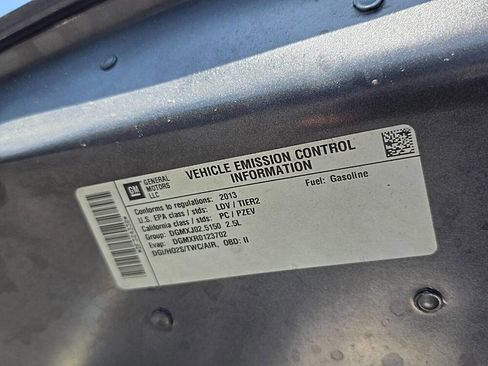 GM
GENERAL
MOTORS
LLC
VEHICLE EMISSION CONTROL
INFORMATION
Conforms to regulations: 2013
Fuel: Gasoline
U.S. EPA class / stds: LDV / TIER2
California class / stds: PC / PZEV
Group: DGMXJ02.5150 2.5L
Evap: DGMXR0123702
DGI/HO2S/TWC/AIR, OBD: II